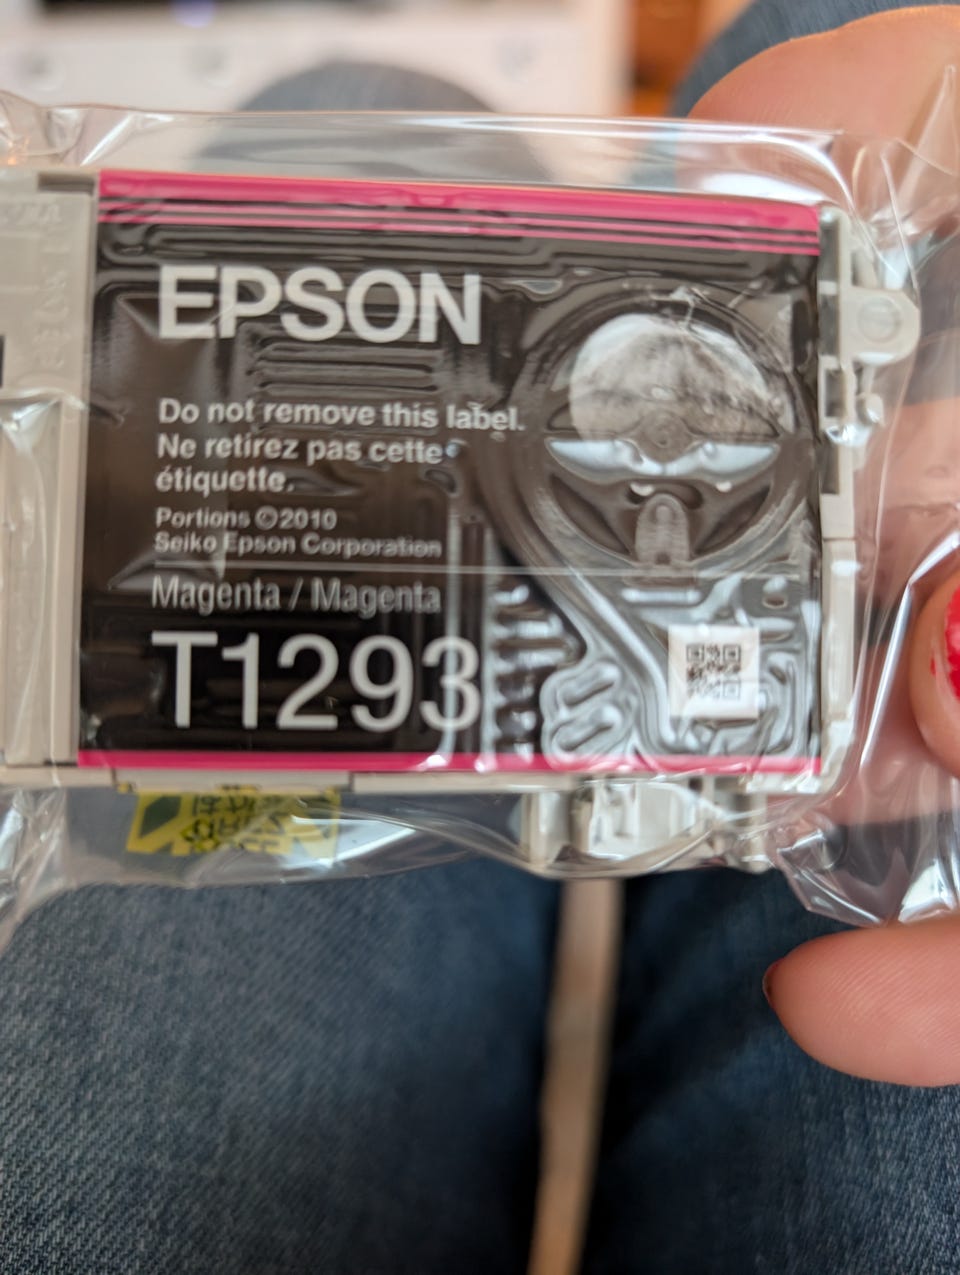 EPSON
Do not remove this label.
Ne retirez pas cette
étiquette.
Portions ©2010
Seiko Epson Corporation
Magenta / Magenta
T1293